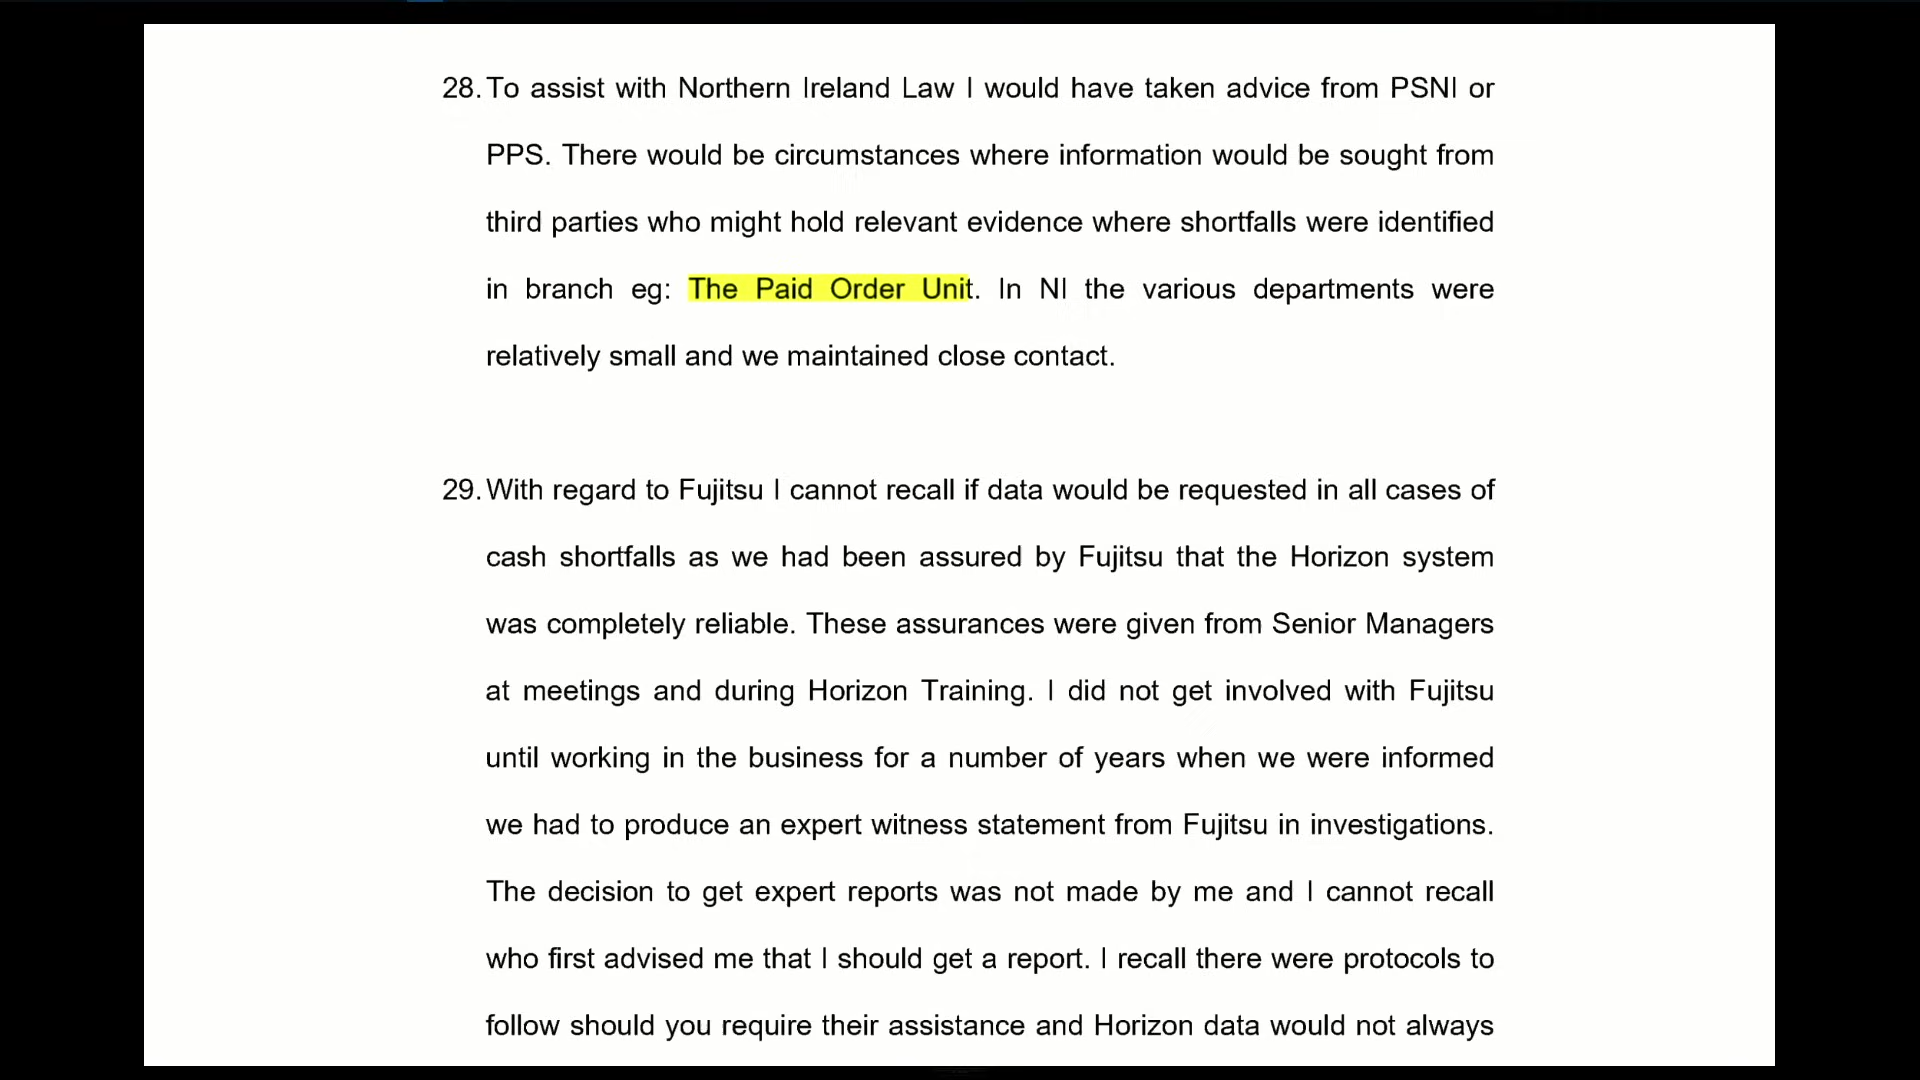 28. To assist with Northern Ireland Law I would have taken advice from PSNI or
PPS. There would be circumstances where information would be sought from
third parties who might hold relevant evidence where shortfalls were identified
in branch eg: The Paid Order Unit. In NI the various departments were
relatively small and we maintained close contact.
29. With regard to Fujitsu I cannot recall if data would be requested in all cases of
cash shortfalls as we had been assured by Fujitsu that the Horizon system
was completely reliable. These assurances were given from Senior Managers
at meetings and during Horizon Training. I did not get involved with Fujitsu
until working in the business for a number of years when we were informed
we had to produce an expert witness statement from Fujitsu in investigations.
The decision to get expert reports was not made by me and I cannot recall
who first advised me that I should get a report. I recall there were protocols to
follow should you require their assistance and Horizon data would not always